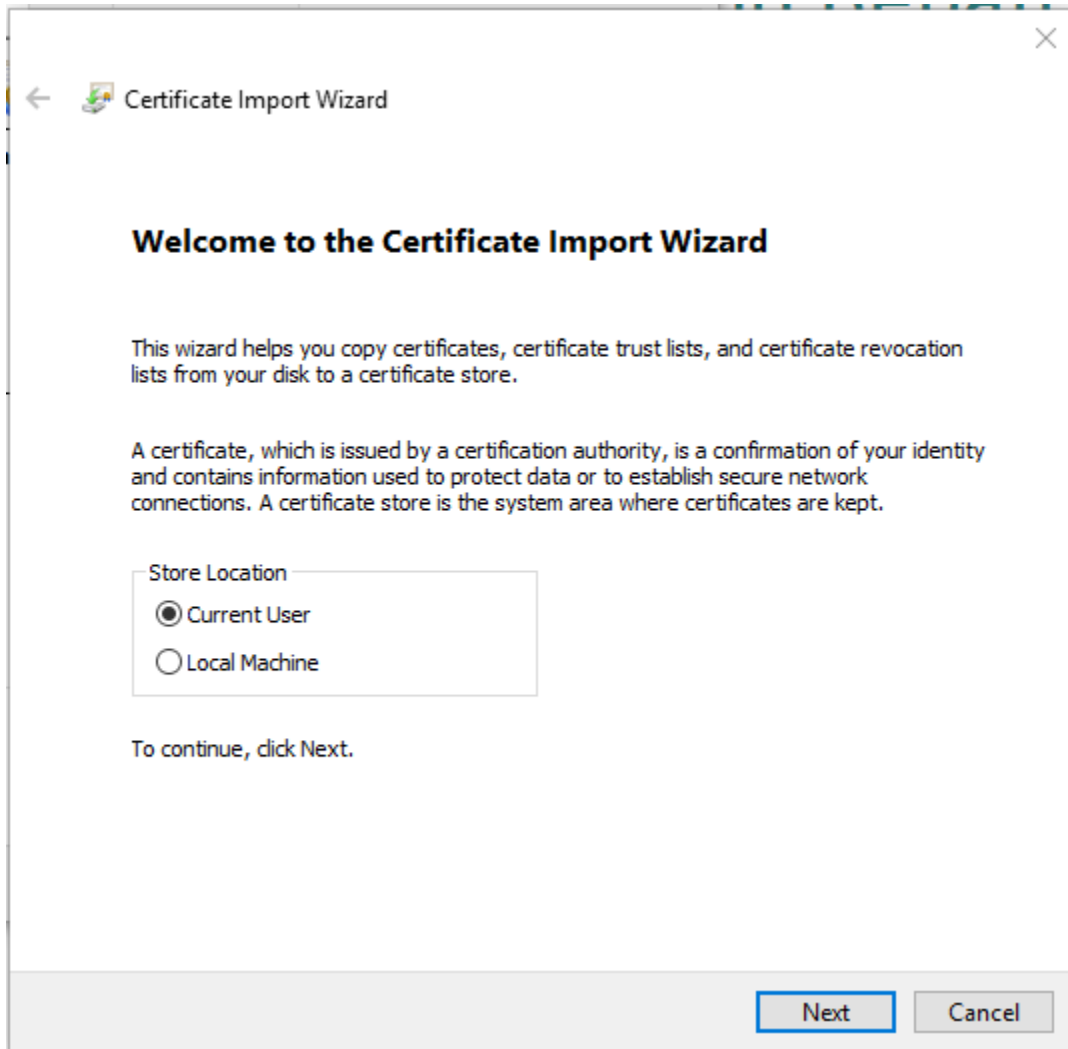 Certificate Import Wizard
Welcome to the Certificate Import Wizard
This wizard helps you copy certificates, certificate trust lists, and certificate revocation
lists from your disk to a certificate store.
A certificate, which is issued by a certification authority, is a confirmation of your identity
and contains information used to protect data or to establish secure network
connections. A certificate store is the system area where certificates are kept.
Store Location
Current User
Local Machine
To continue, click Next.
Next
Cancel